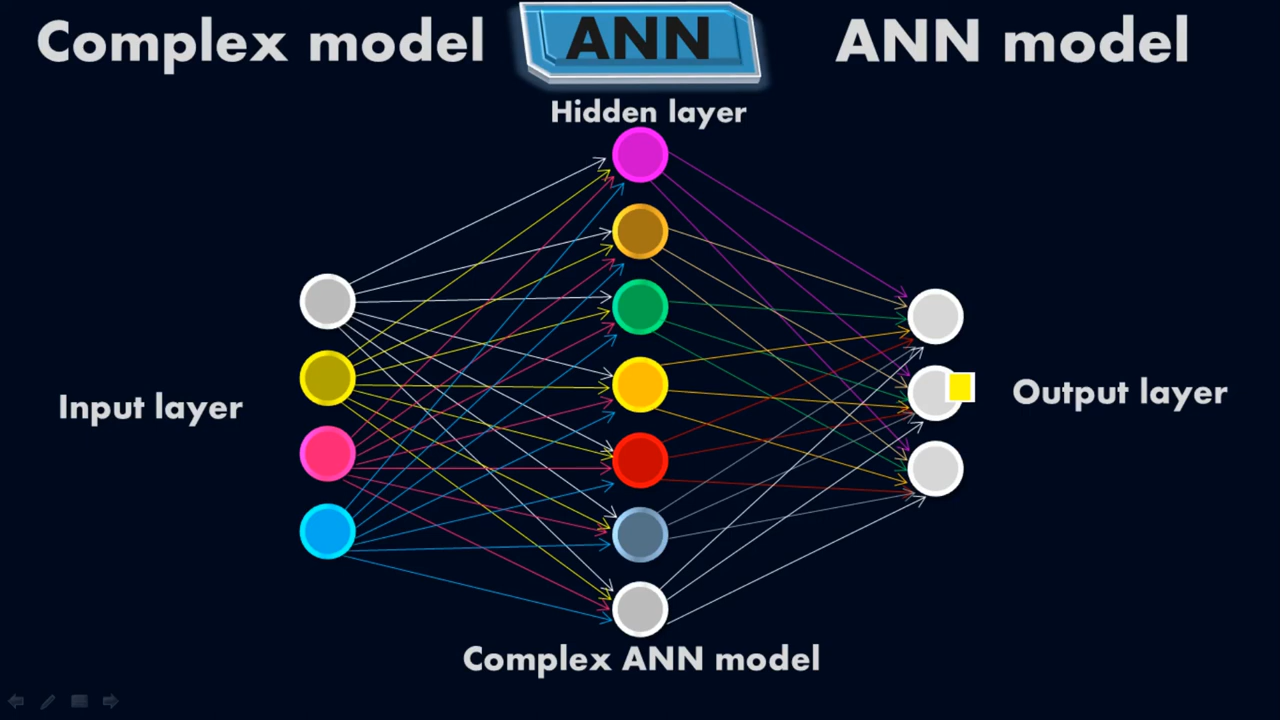 Complex model
ANN
ANN model
Hidden layer
Input layer
Output layer
Complex ANN model